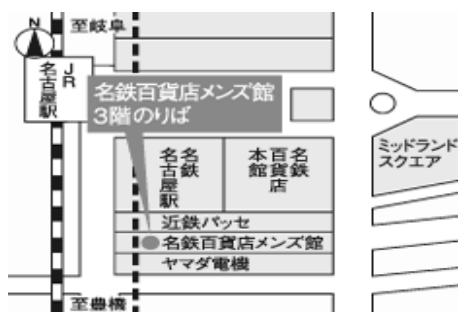 N
至岐阜
JR
名古屋駅
名鉄百貨店メンズ館
3階のりば
名鉄
名古屋駅
名鉄
百貨店
本館
ミッドランド
スクエア
近鉄パッセ
名鉄百貨店メンズ館
ヤマダ電機
至豊橋